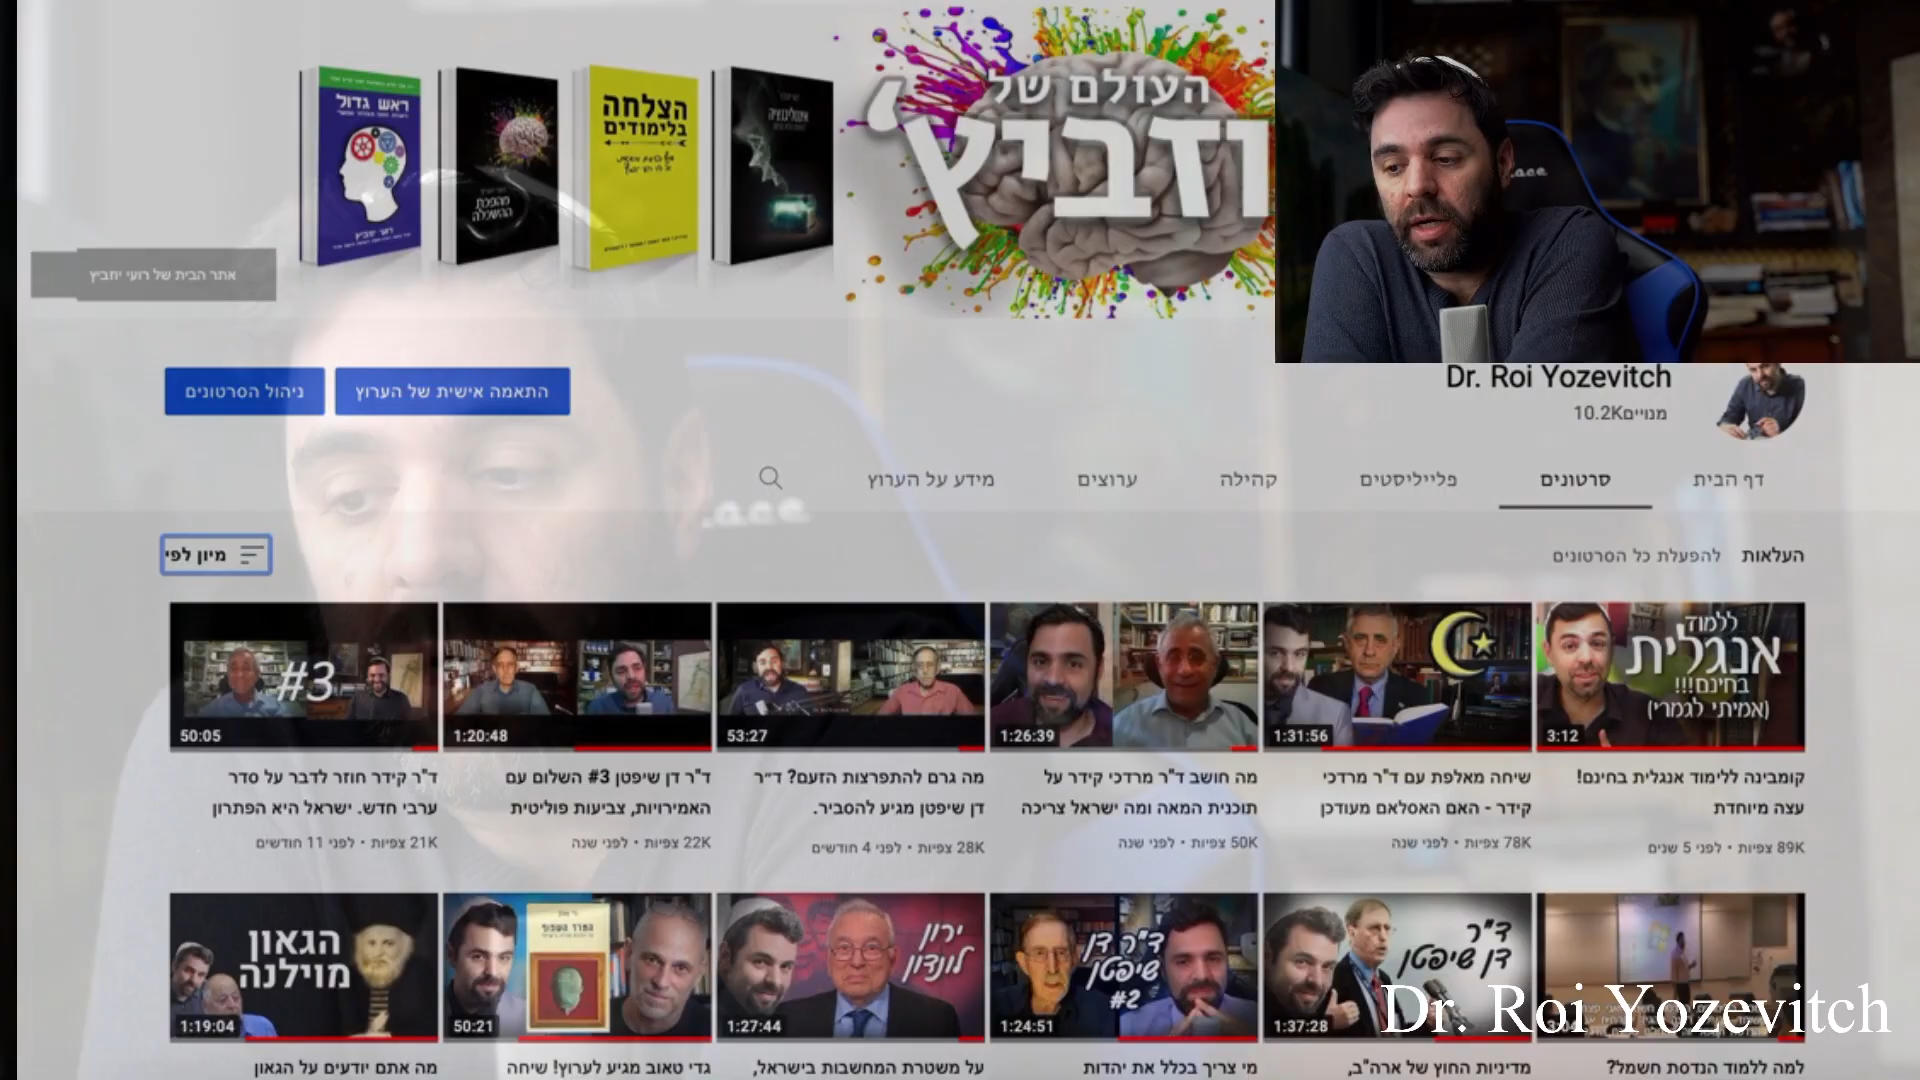 ראש גדול
רועי יוזביץ
מהפכת
ההשכלה
הצלחה
בלימודים
אינטליגנציה
העולם של
יוזביץ'
אתר הבית של רועי יוזביץ
Dr. Roi Yozevitch
10.2K מנויים
התאמה אישית של הערוץ
ניהול הסרטונים
דף הבית
סרטונים
פלייליסטים
קהילה
ערוצים
מידע על הערוץ
העלאות
להפעלת כל הסרטונים
מיון לפי
ללמוד
אנגלית
בחינם!!!
(אמיתי לגמרי)
3:12
קומבינה ללימוד אנגלית בחינם!
עצה מיוחדת
89K צפיות • לפני 5 שנים
1:31:56
שיחה מאלפת עם ד"ר מרדכי
קידר - האם האסלאם מעודכן
78K צפיות • לפני שנה
1:26:39
מה חושב ד"ר מרדכי קידר על
תוכנית המאה ומה ישראל צריכה
50K צפיות • לפני שנה
53:27
מה גרם להתפרצות הזעם? ד״ר
דן שיפטן מגיע להסביר.
28K צפיות • לפני 4 חודשים
1:20:48
ד"ר דן שיפטן #3 השלום עם
האמירויות, צביעות פוליטית
22K צפיות • לפני שנה
#3
50:05
ד"ר קידר חוזר לדבר על סדר
ערבי חדש. ישראל היא הפתרון
21K צפיות • לפני 11 חודשים
למה ללמוד הנדסת חשמל?
ד"ר
דן שיפטן
1:37:28
מדיניות החוץ של ארה"ב,
ד"ר דן
שיפטן
#2
1:24:51
מי צריך בכלל את יהדות
ירון
לונדון
1:27:44
על משטרת המחשבות בישראל,
50:21
גדי טאוב מגיע לערוץ! שיחה
הגאון
מוילנה
1:19:04
מה אתם יודעים על הגאון
Dr. Roi Yozevitch